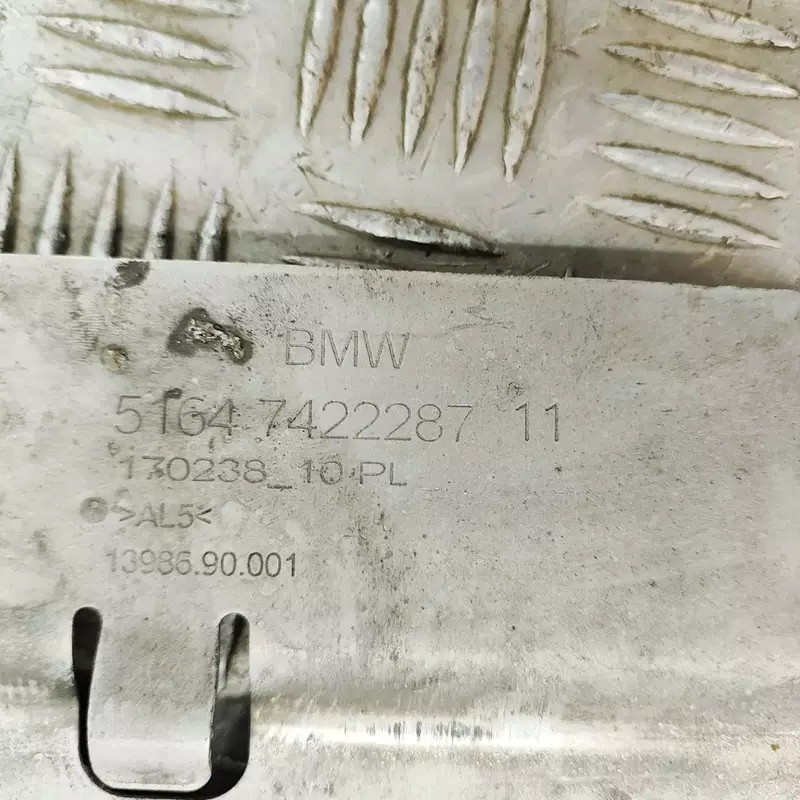 BMW
5164 7422287 11
170238_10.PL
>AL5<
13986.90.001